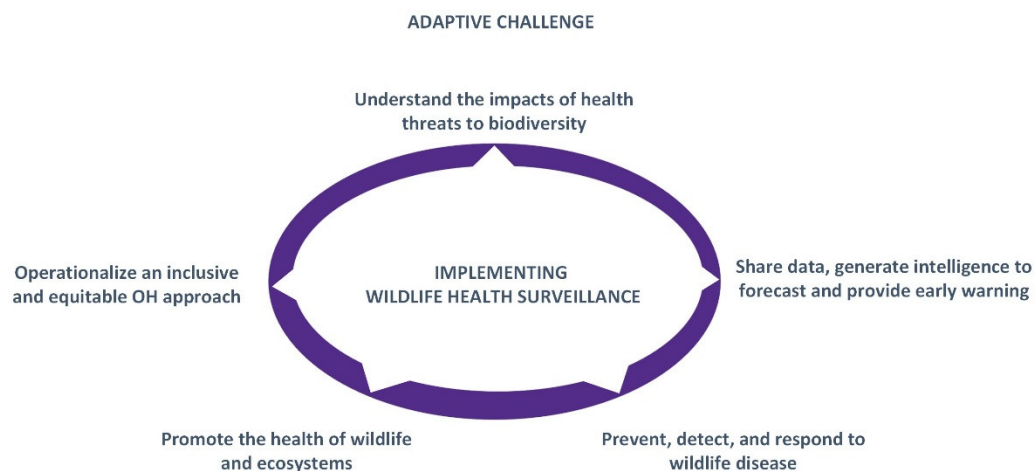 ADAPTIVE CHALLENGE
Understand the impacts of health
threats to biodiversity
Operationalize an inclusive
and equitable OH approach
IMPLEMENTING
WILDLIFE HEALTH SURVEILLANCE
Share data, generate intelligence to
forecast and provide early warning
Promote the health of wildlife
and ecosystems
Prevent, detect, and respond to
wildlife disease